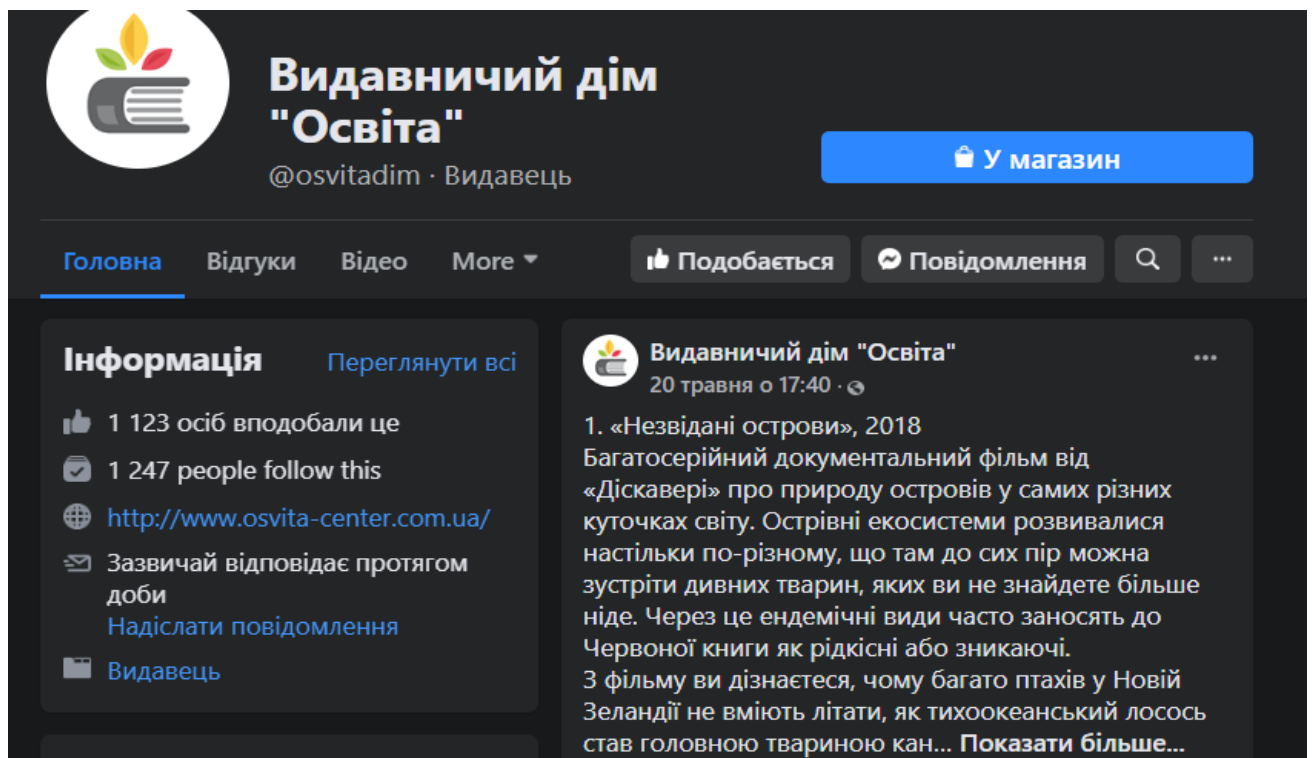 Видавничий дім
"Освіта"
@osvitadim · Видавець
У магазин
Головна
Відгуки
Відео
More
Подобається
Повідомлення
Інформація
Переглянути всі
1 123 осіб вподобали це
1 247 people follow this
http://www.osvita-center.com.ua/
Зазвичай відповідає протягом
доби
Надіслати повідомлення
Видавець
Видавничий дім "Освіта"
20 травня о 17:40 ·
1. «Незвідані острови», 2018
Багатосерійний документальний фільм від
«Діскавері» про природу островів у самих різних
куточках світу. Острівні екосистеми розвивалися
настільки по-різному, що там до сих пір можна
зустріти дивних тварин, яких ви не знайдете більше
ніде. Через це ендемічні види часто заносять до
Червоної книги як рідкісні або зникаючі.
З фільму ви дізнаєтеся, чому багато птахів у Новій
Зеландії не вміють літати, як тихоокеанський лосось
став головною твариною кан... Показати більше...